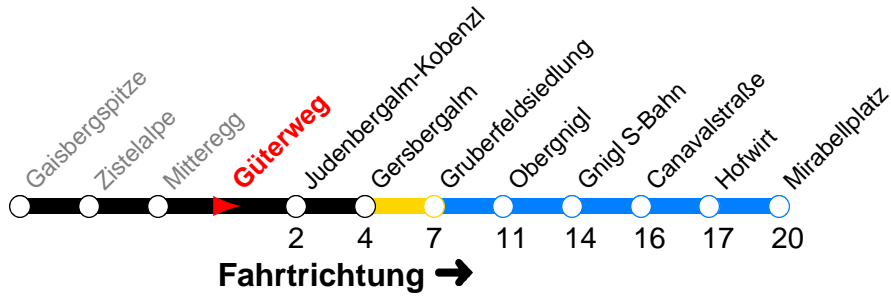 Gaisbergspitze
Zistelalpe
Mitteregg
Güterweg
Judenbergalm-Kobenzl
Gersbergalm
Gruberfeldsiedlung
Obergnigl
Gnigl S-Bahn
Canavalstraße
Hofwirt
Mirabellplatz
2 4 7 11 14 16 17 20
Fahrtrichtung ➔